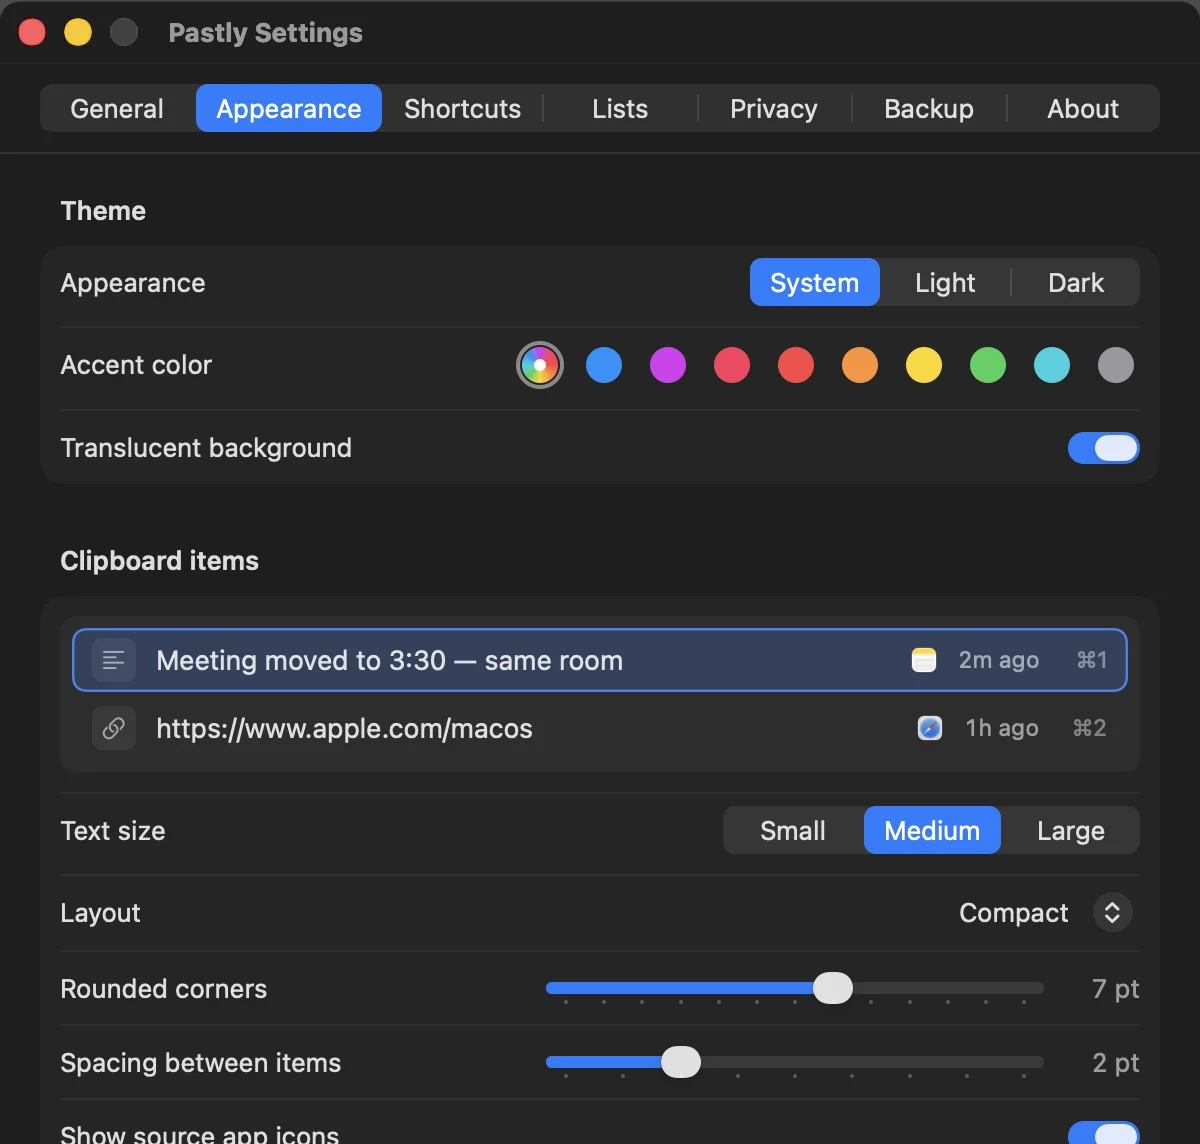 Pastly Settings
General Appearance Shortcuts Lists Privacy Backup About
Theme
Appearance System Light Dark
Accent color
Translucent background
Clipboard items
Meeting moved to 3:30 — same room 2m ago ⌘1
https://www.apple.com/macos 1h ago ⌘2
Text size Small Medium Large
Layout Compact
Rounded corners 7 pt
Spacing between items 2 pt
Show source app icons